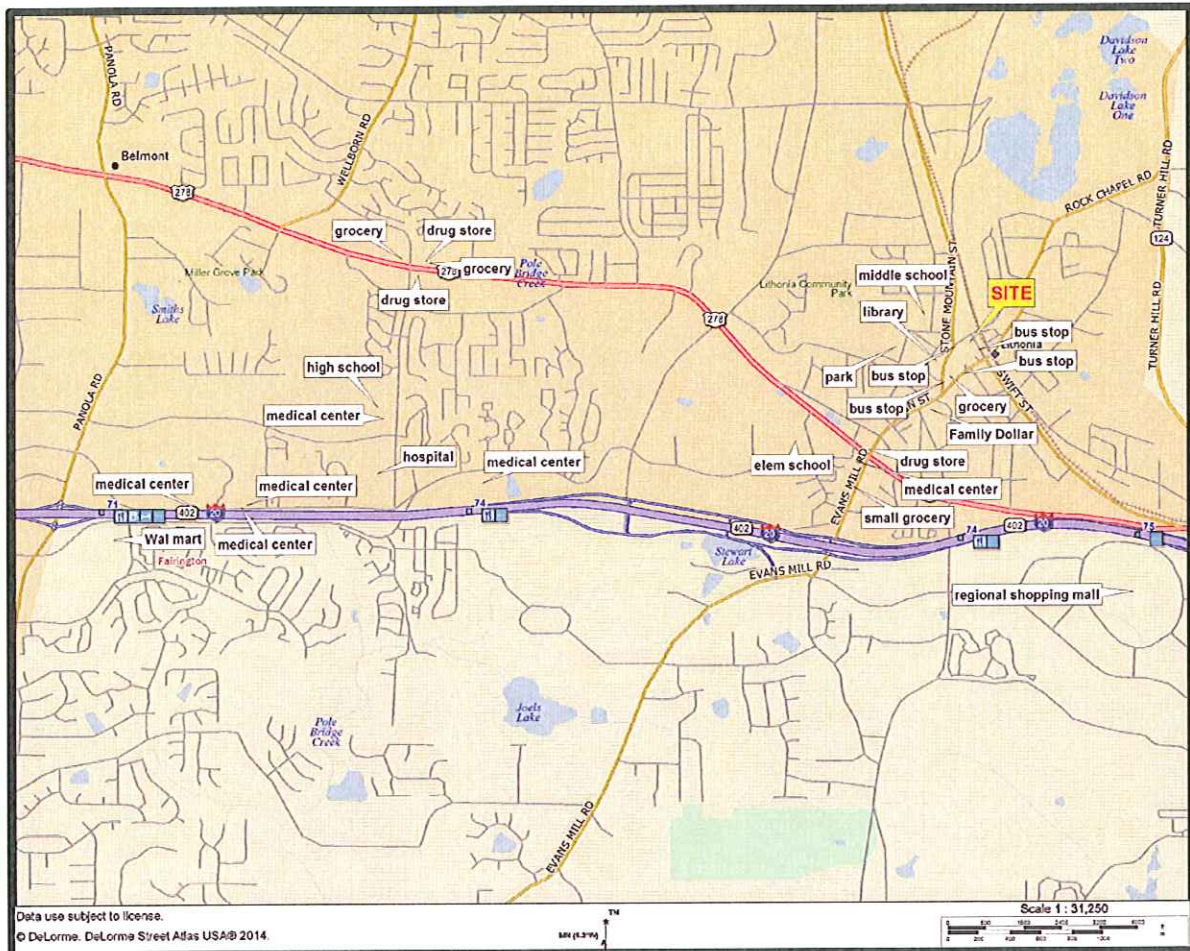 Davidson
Lake
Two
Davidson
Lake
One
PANOLA RD
Belmont
WELLBORN RD
278
ROCK CHAPEL RD
TURNER HILL RD
124
TURNER HILL RD
grocery
drug store
278
grocery
Pole
Bridge
Creek
drug store
Miller Grove Park
Smiths
Lake
middle school
Lithonia Community
Park
SITE
STONE MOUNTAIN ST
library
278
bus stop
Lithonia
bus stop
park
bus stop
SWIFT ST
high school
PANOLA RD
bus stop
grocery
medical center
Family Dollar
hospital
medical center
elem school
drug store
medical center
medical center
medical center
EVANS MILL RD
small grocery
71
402
20
74
402
20
74
402
20
75
Wal mart
medical center
Fairington
Stewart
Lake
EVANS MILL RD
regional shopping mall
Joels
Lake
Pole
Bridge
Creek
EVANS MILL RD
Data use subject to license.
© DeLorme. DeLorme Street Atlas USA® 2014.
TN
Scale 1 : 31,250